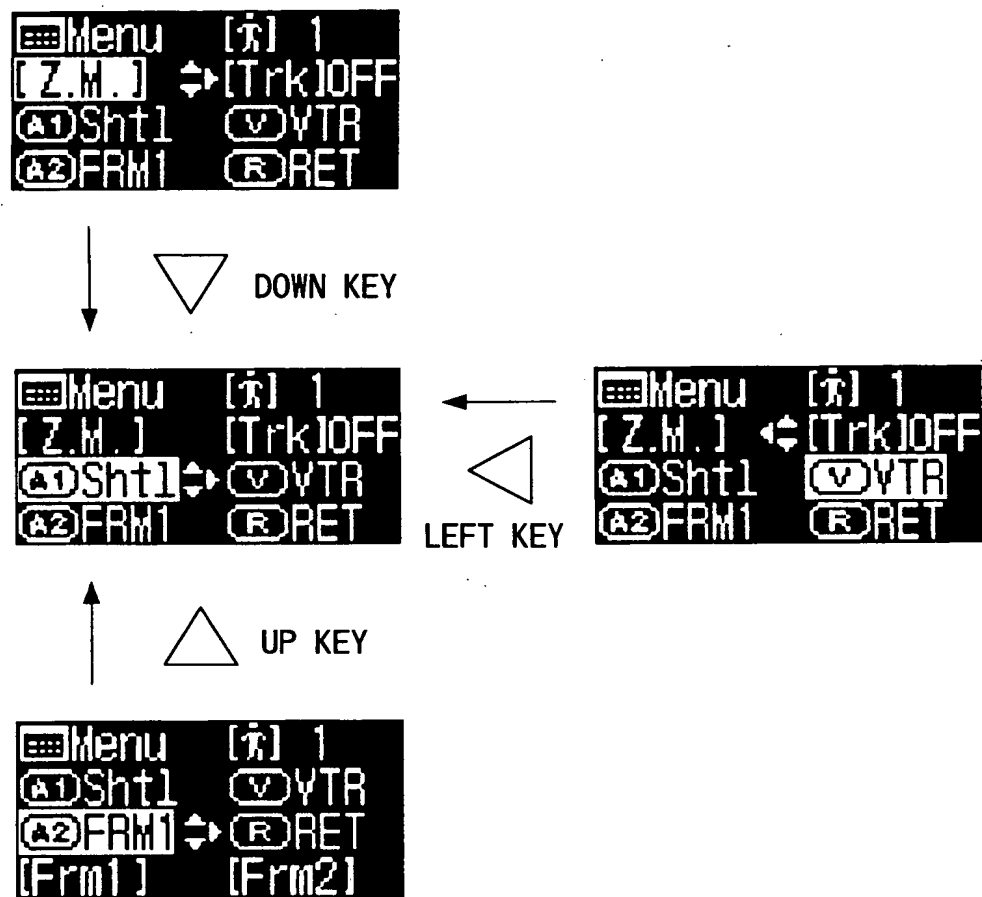 Menu [ ] 1
[Z.M.] [Trk]OFF
A1 Shtl V VTR
A2 FRM1 R RET
DOWN KEY
Menu [ ] 1
[Z.M.] [Trk]OFF
A1 Shtl V VTR
A2 FRM1 R RET
LEFT KEY
Menu [ ] 1
[Z.M.] [Trk]OFF
A1 Shtl V VTR
A2 FRM1 R RET
UP KEY
Menu [ ] 1
A1 Shtl V VTR
A2 FRM1 R RET
[Frm1] [Frm2]